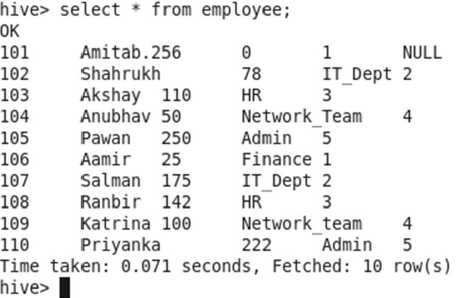 hive> select * from employee;
OK
101 Amitab.256 0 1 NULL
102 Shahrukh 78 IT_Dept 2
103 Akshay 110 HR 3
104 Anubhav 50 Network_Team 4
105 Pawan 250 Admin 5
106 Aamir 25 Finance 1
107 Salman 175 IT_Dept 2
108 Ranbir 142 HR 3
109 Katrina 100 Network_team 4
110 Priyanka 222 Admin 5
Time taken: 0.071 seconds, Fetched: 10 row(s)
hive>